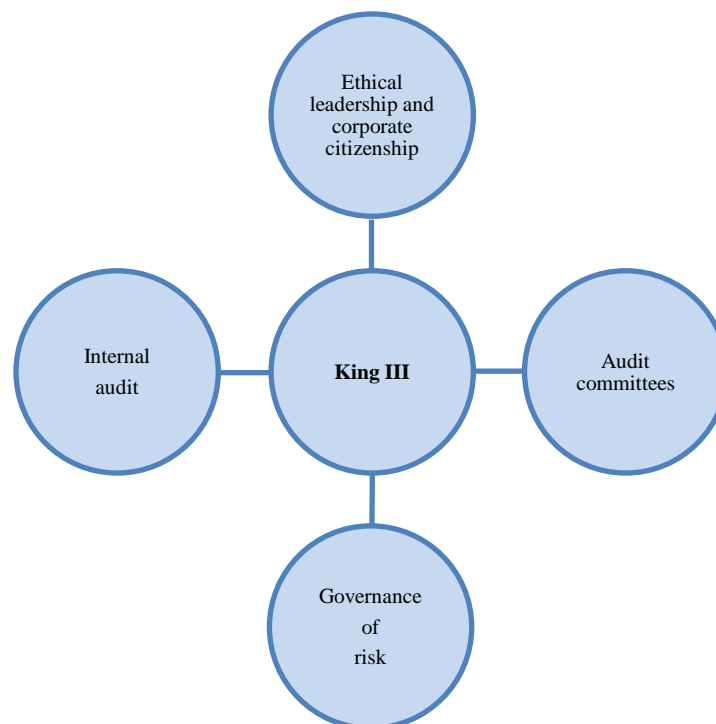 Ethical
leadership and
corporate
citizenship
Internal
audit
King III
Audit
committees
Governance
of
risk